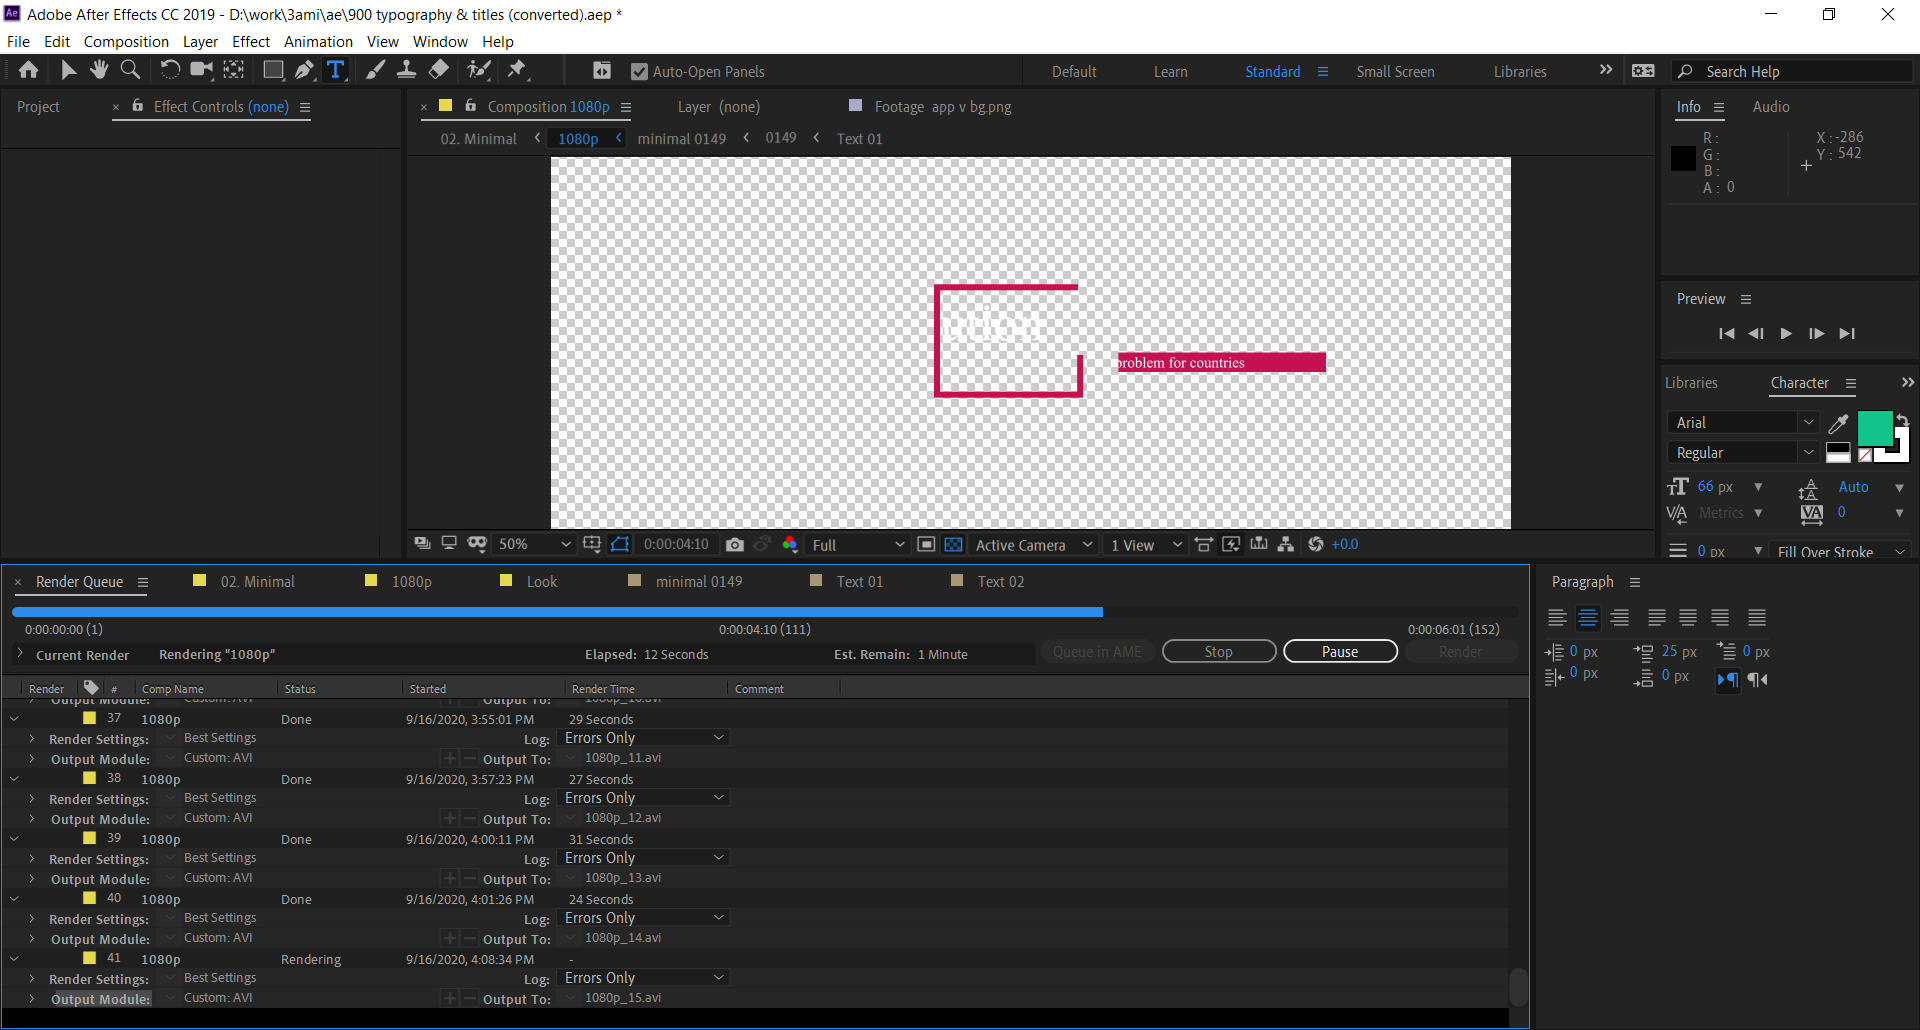 Adobe After Effects CC 2019 - D:\work\3ami\ae\900 typography & titles (converted).aep *
File Edit Composition Layer Effect Animation View Window Help
Auto-Open Panels
Default Learn Standard Small Screen Libraries
Search Help
Project
Effect Controls (none)
Composition 1080p
Layer (none)
Footage app v bg.png
02. Minimal 1080p minimal 0149 0149 Text 01
ution
problem for countries
50% 0:00:04:10 Full Active Camera 1 View +0.0
Info Audio
R :
G :
B :
A : 0
X : -286
Y : 542
Preview
Libraries Character
Arial
Regular
66 px Auto
Metrics 0
0 px Fill Over Stroke
Render Queue 02. Minimal 1080p Look minimal 0149 Text 01 Text 02
0:00:00:00 (1) 0:00:04:10 (111) 0:00:06:01 (152)
Current Render Rendering "1080p" Elapsed: 12 Seconds Est. Remain: 1 Minute Queue in AME Stop Pause Render
Render # Comp Name Status Started Render Time Comment
Output Module: Custom: AVI Output To: 1080p_10.avi
37 1080p Done 9/16/2020, 3:55:01 PM 29 Seconds
Render Settings: Best Settings Log: Errors Only
Output Module: Custom: AVI + − Output To: 1080p_11.avi
38 1080p Done 9/16/2020, 3:57:23 PM 27 Seconds
Render Settings: Best Settings Log: Errors Only
Output Module: Custom: AVI + − Output To: 1080p_12.avi
39 1080p Done 9/16/2020, 4:00:11 PM 31 Seconds
Render Settings: Best Settings Log: Errors Only
Output Module: Custom: AVI + − Output To: 1080p_13.avi
40 1080p Done 9/16/2020, 4:01:26 PM 24 Seconds
Render Settings: Best Settings Log: Errors Only
Output Module: Custom: AVI + − Output To: 1080p_14.avi
41 1080p Rendering 9/16/2020, 4:08:34 PM -
Render Settings: Best Settings Log: Errors Only
Output Module: Custom: AVI + − Output To: 1080p_15.avi
Paragraph
0 px 25 px 0 px
0 px 0 px